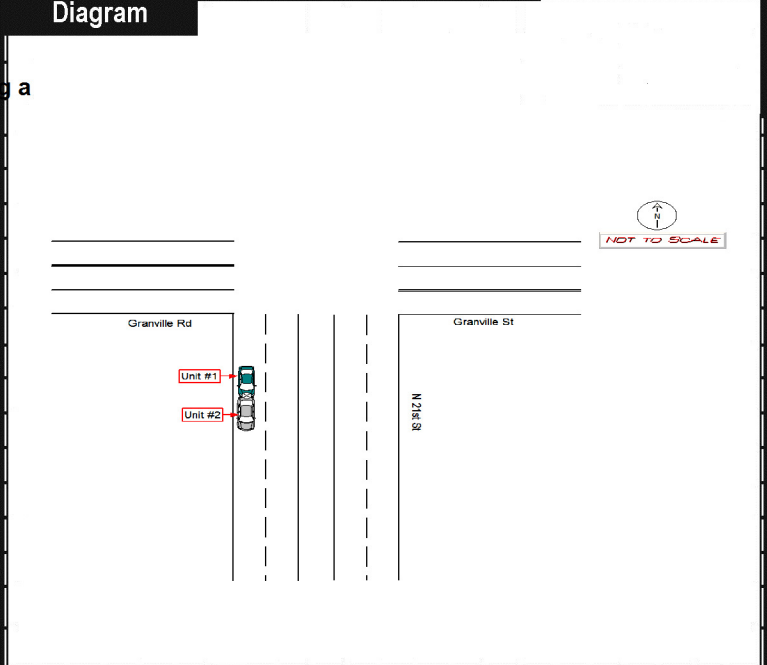 Diagram
g a
N
NOT TO SCALE
Granville Rd
Granville St
Unit #1
Unit #2
N 21st St